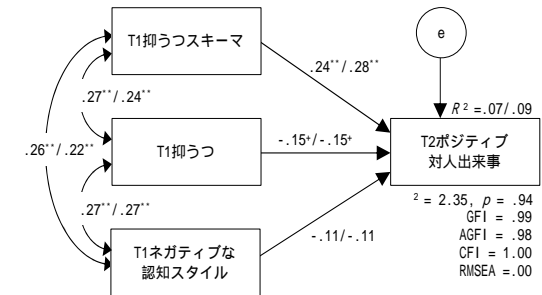 T1抑うつスキーマ
e
.24**/.28**
.27**/.24**
R² =.07/.09
T1抑うつ
-.15⁺/-.15⁺
T2ポジティブ
対人出来事
.26**/.22**
² = 2.35, p = .94
GFI = .99
AGFI = .98
CFI = 1.00
RMSEA =.00
.27**/.27**
-.11/-.11
T1ネガティブな
認知スタイル